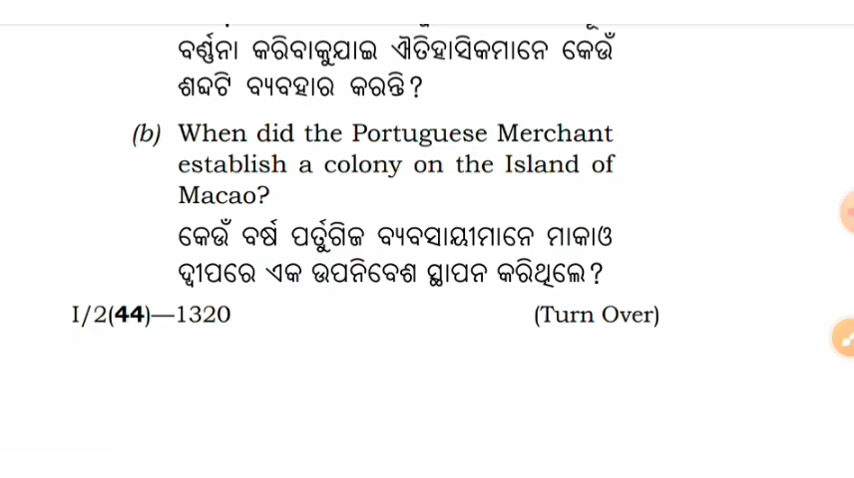 ବର୍ଣ୍ଣନା କରିବାକୁଯାଇ ଐତିହାସିକମାନେ କେଉଁ
ଶବ୍ଦଟି ବ୍ୟବହାର କରନ୍ତି?
(b) When did the Portuguese Merchant
establish a colony on the Island of
Macao?
କେଉଁ ବର୍ଷ ପର୍ତ୍ତୁଗିଜ ବ୍ୟବସାୟୀମାନେ ମାକାଓ
ଦ୍ୱୀପରେ ଏକ ଉପନିବେଶ ସ୍ଥାପନ କରିଥିଲେ?
I/2(44)—1320 (Turn Over)